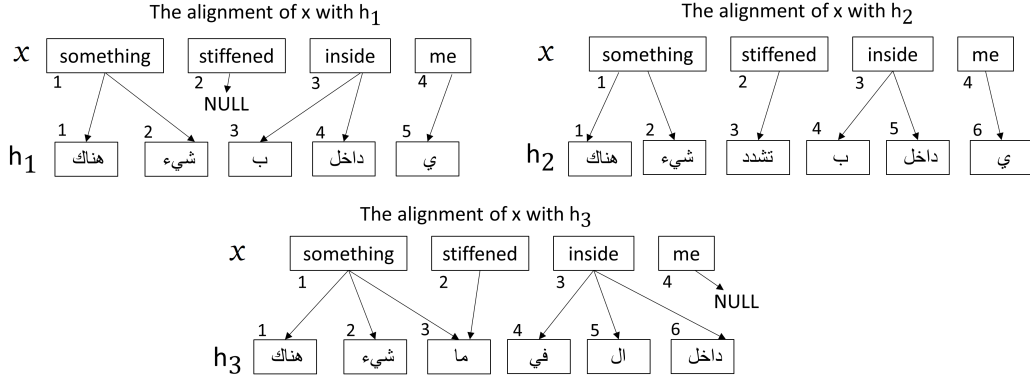 The alignment of x with h1
x something stiffened inside me
1 2 3 4
NULL
1 2 3 4 5
h1 هناك شيء ب داخل ي
The alignment of x with h2
x something stiffened inside me
1 2 3 4
1 2 3 4 5 6
h2 هناك شيء تشدد ب داخل ي
The alignment of x with h3
x something stiffened inside me
1 2 3 4
NULL
1 2 3 4 5 6
h3 هناك شيء ما في ال داخل